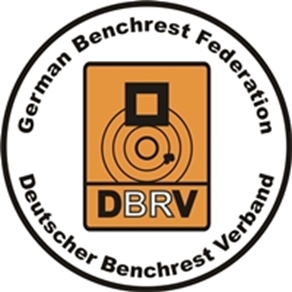 German Benchrest Federation
DBRV
Deutscher Benchrest Verband